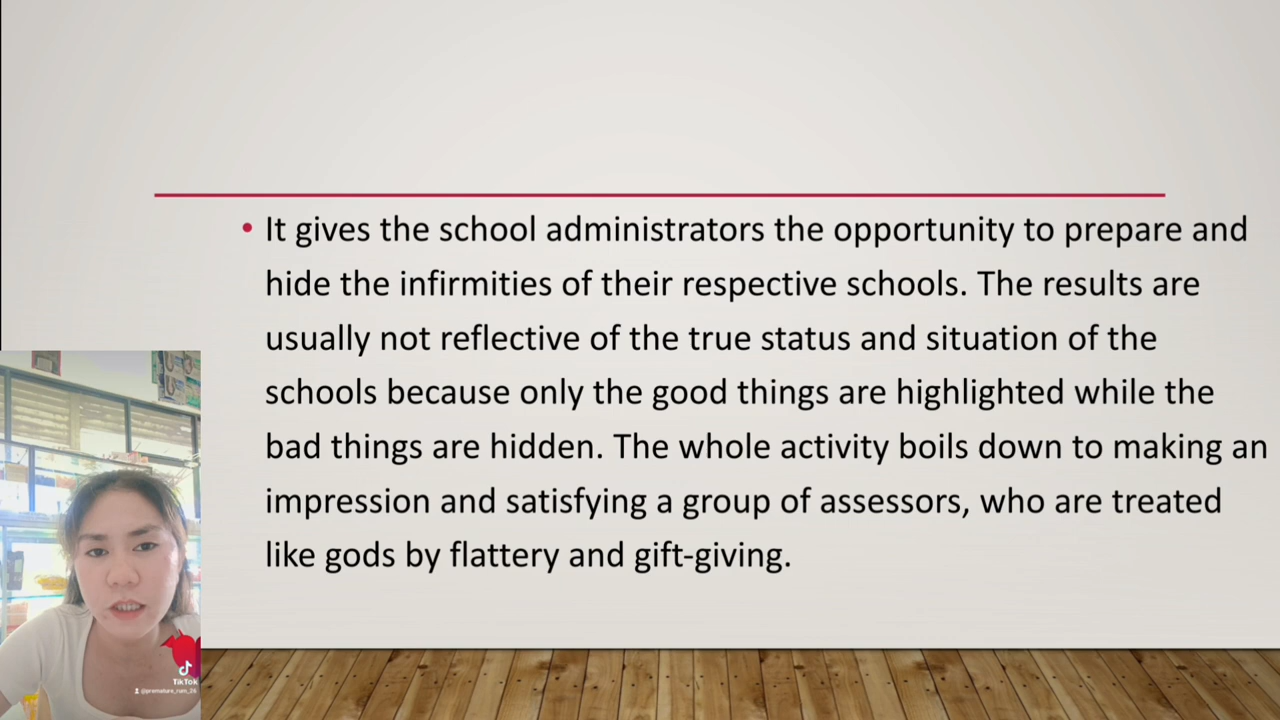 • It gives the school administrators the opportunity to prepare and
hide the infirmities of their respective schools. The results are
usually not reflective of the true status and situation of the
schools because only the good things are highlighted while the
bad things are hidden. The whole activity boils down to making an
impression and satisfying a group of assessors, who are treated
like gods by flattery and gift-giving.
TikTok